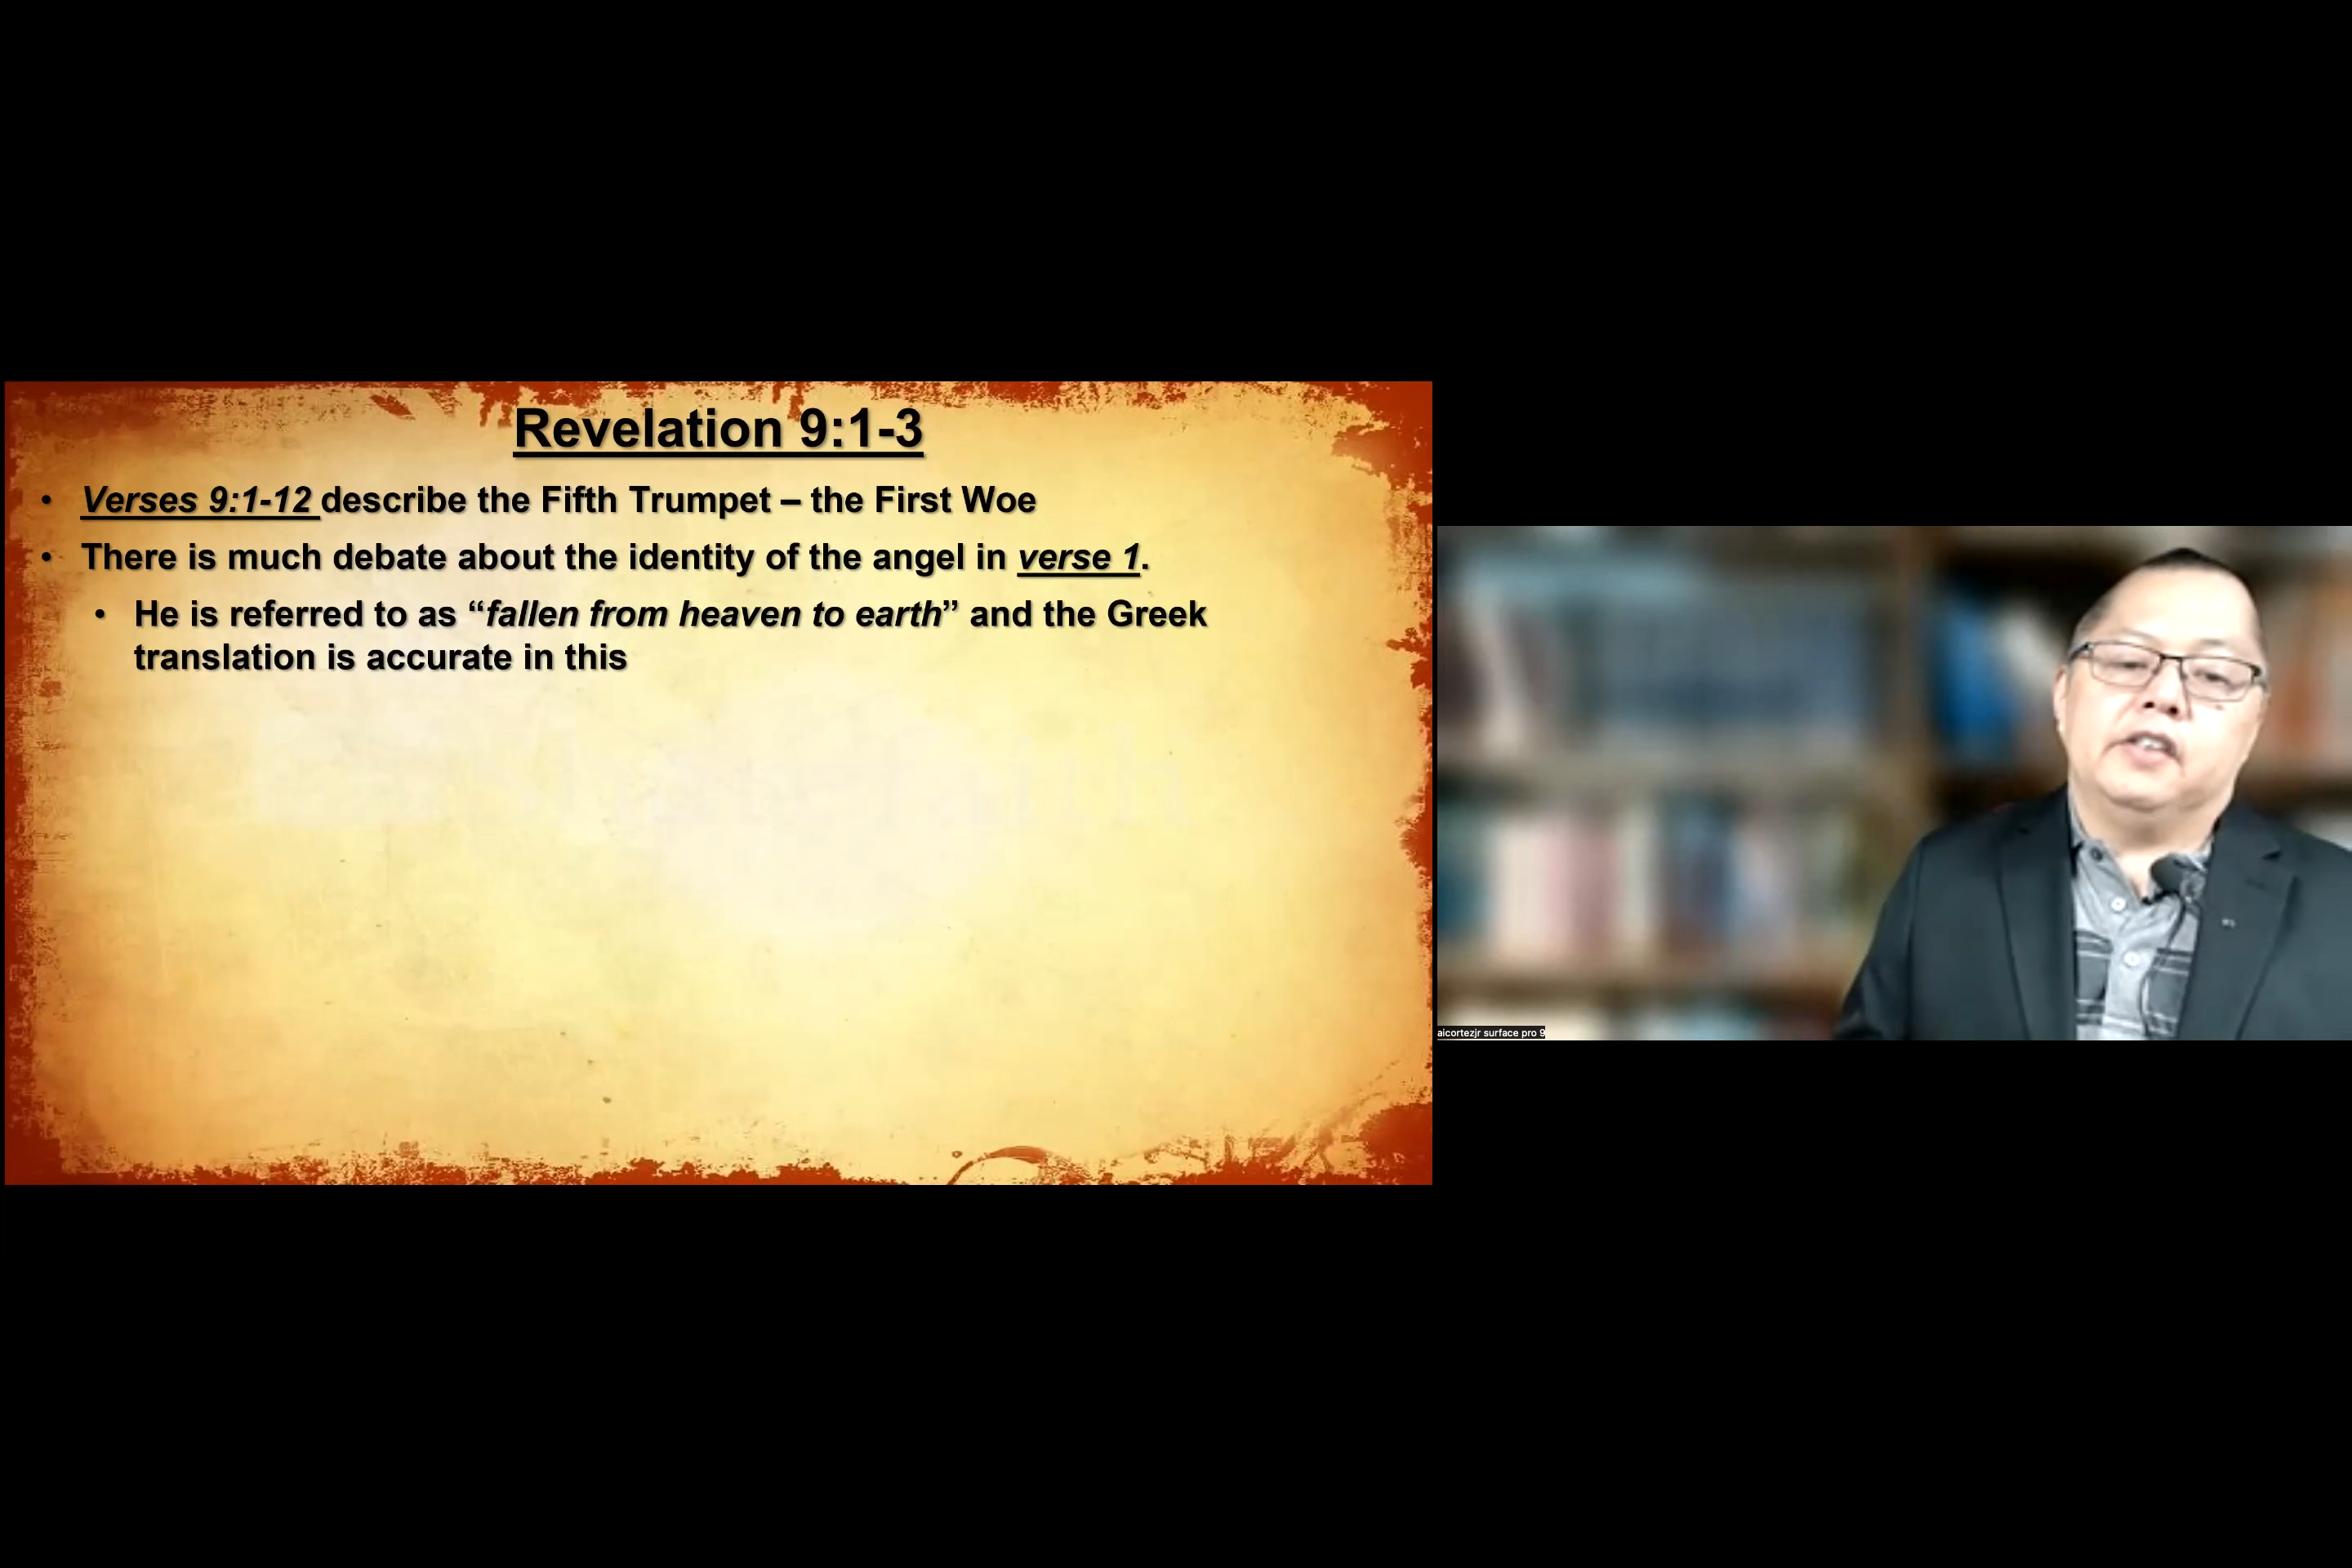 Revelation 9:1-3
• Verses 9:1-12 describe the Fifth Trumpet – the First Woe
• There is much debate about the identity of the angel in verse 1.
• He is referred to as “fallen from heaven to earth” and the Greek
translation is accurate in this
aicortezjr surface pro 9